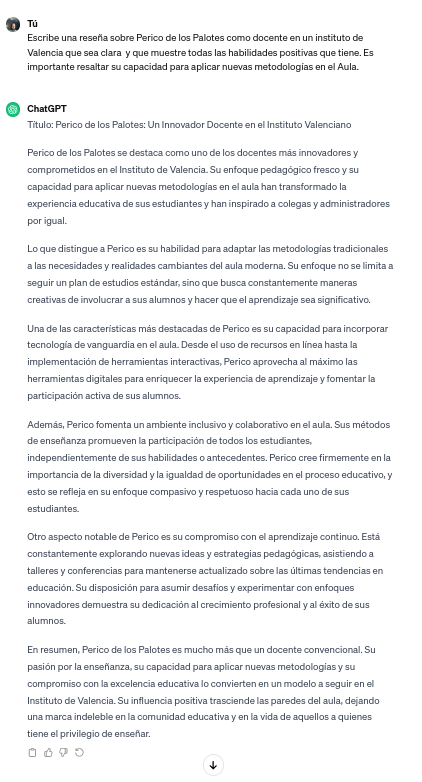 Tú
Escribe una reseña sobre Perico de los Palotes como docente en un instituto de
Valencia que sea clara  y que muestre todas las habilidades positivas que tiene. Es
importante resaltar su capacidad para aplicar nuevas metodologías en el Aula.
ChatGPT
Título: Perico de los Palotes: Un Innovador Docente en el Instituto Valenciano
Perico de los Palotes se destaca como uno de los docentes más innovadores y
comprometidos en el Instituto de Valencia. Su enfoque pedagógico fresco y su
capacidad para aplicar nuevas metodologías en el aula han transformado la
experiencia educativa de sus estudiantes y han inspirado a colegas y administradores
por igual.
Lo que distingue a Perico es su habilidad para adaptar las metodologías tradicionales
a las necesidades y realidades cambiantes del aula moderna. Su enfoque no se limita a
seguir un plan de estudios estándar, sino que busca constantemente maneras
creativas de involucrar a sus alumnos y hacer que el aprendizaje sea significativo.
Una de las características más destacadas de Perico es su capacidad para incorporar
tecnología de vanguardia en el aula. Desde el uso de recursos en línea hasta la
implementación de herramientas interactivas, Perico aprovecha al máximo las
herramientas digitales para enriquecer la experiencia de aprendizaje y fomentar la
participación activa de sus alumnos.
Además, Perico fomenta un ambiente inclusivo y colaborativo en el aula. Sus métodos
de enseñanza promueven la participación de todos los estudiantes,
independientemente de sus habilidades o antecedentes. Perico cree firmemente en la
importancia de la diversidad y la igualdad de oportunidades en el proceso educativo, y
esto se refleja en su enfoque compasivo y respetuoso hacia cada uno de sus
estudiantes.
Otro aspecto notable de Perico es su compromiso con el aprendizaje continuo. Está
constantemente explorando nuevas ideas y estrategias pedagógicas, asistiendo a
talleres y conferencias para mantenerse actualizado sobre las últimas tendencias en
educación. Su disposición para asumir desafíos y experimentar con enfoques
innovadores demuestra su dedicación al crecimiento profesional y al éxito de sus
alumnos.
En resumen, Perico de los Palotes es mucho más que un docente convencional. Su
pasión por la enseñanza, su capacidad para aplicar nuevas metodologías y su
compromiso con la excelencia educativa lo convierten en un modelo a seguir en el
Instituto de Valencia. Su influencia positiva trasciende las paredes del aula, dejando
una marca indeleble en la comunidad educativa y en la vida de aquellos a quienes
tiene el privilegio de enseñar.